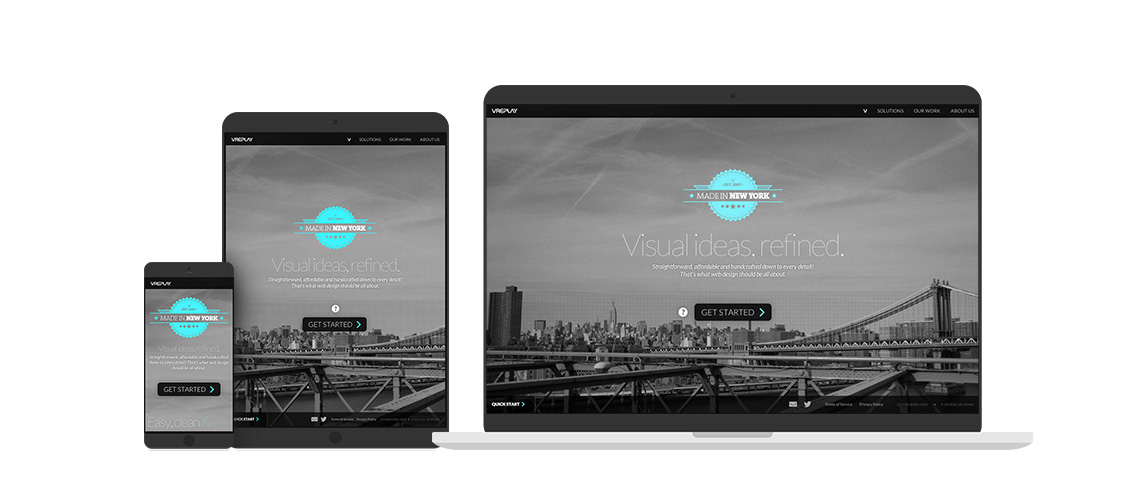 VREPLAY
MADE IN NEW YORK
Visual ideas, refined.
Straightforward, affordable and handcrafted
down to every detail! That's what web design
should be all about.
GET STARTED
Easy, clean
VREPLAY
V SOLUTIONS OUR WORK ABOUT US
MADE IN NEW YORK
Visual ideas, refined.
Straightforward, affordable and handcrafted down to every detail!
That's what web design should be all about.
?
GET STARTED
QUICK START
Terms of Service Privacy Policy
VREPLAY
V SOLUTIONS OUR WORK ABOUT US
EST. 2007
MADE IN NEW YORK
Visual ideas, refined.
Straightforward, affordable and handcrafted down to every detail!
That's what web design should be all about.
?
GET STARTED
QUICK START
Terms of Service Privacy Policy